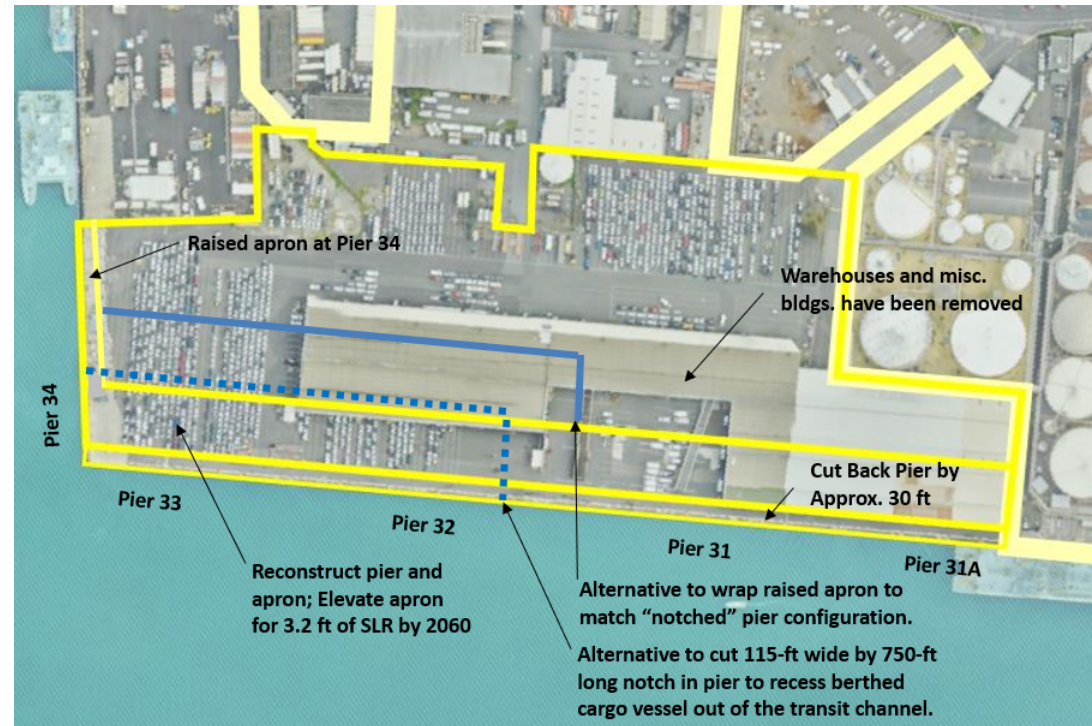 Raised apron at Pier 34
Warehouses and misc.
bldgs. have been removed
Pier 34
Cut Back Pier by
Approx. 30 ft
Pier 33
Pier 32
Pier 31
Pier 31A
Reconstruct pier and
apron; Elevate apron
for 3.2 ft of SLR by 2060
Alternative to wrap raised apron to
match “notched” pier configuration.
Alternative to cut 115-ft wide by 750-ft
long notch in pier to recess berthed
cargo vessel out of the transit channel.